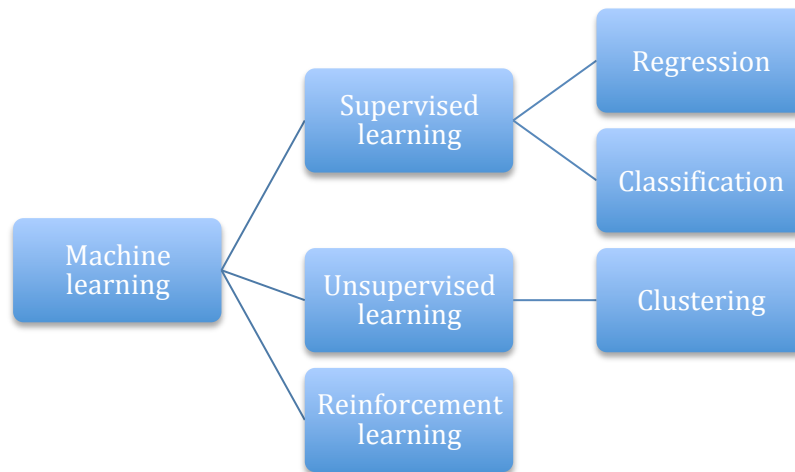 Machine
learning
Supervised
learning
Regression
Classification
Unsupervised
learning
Clustering
Reinforcement
learning